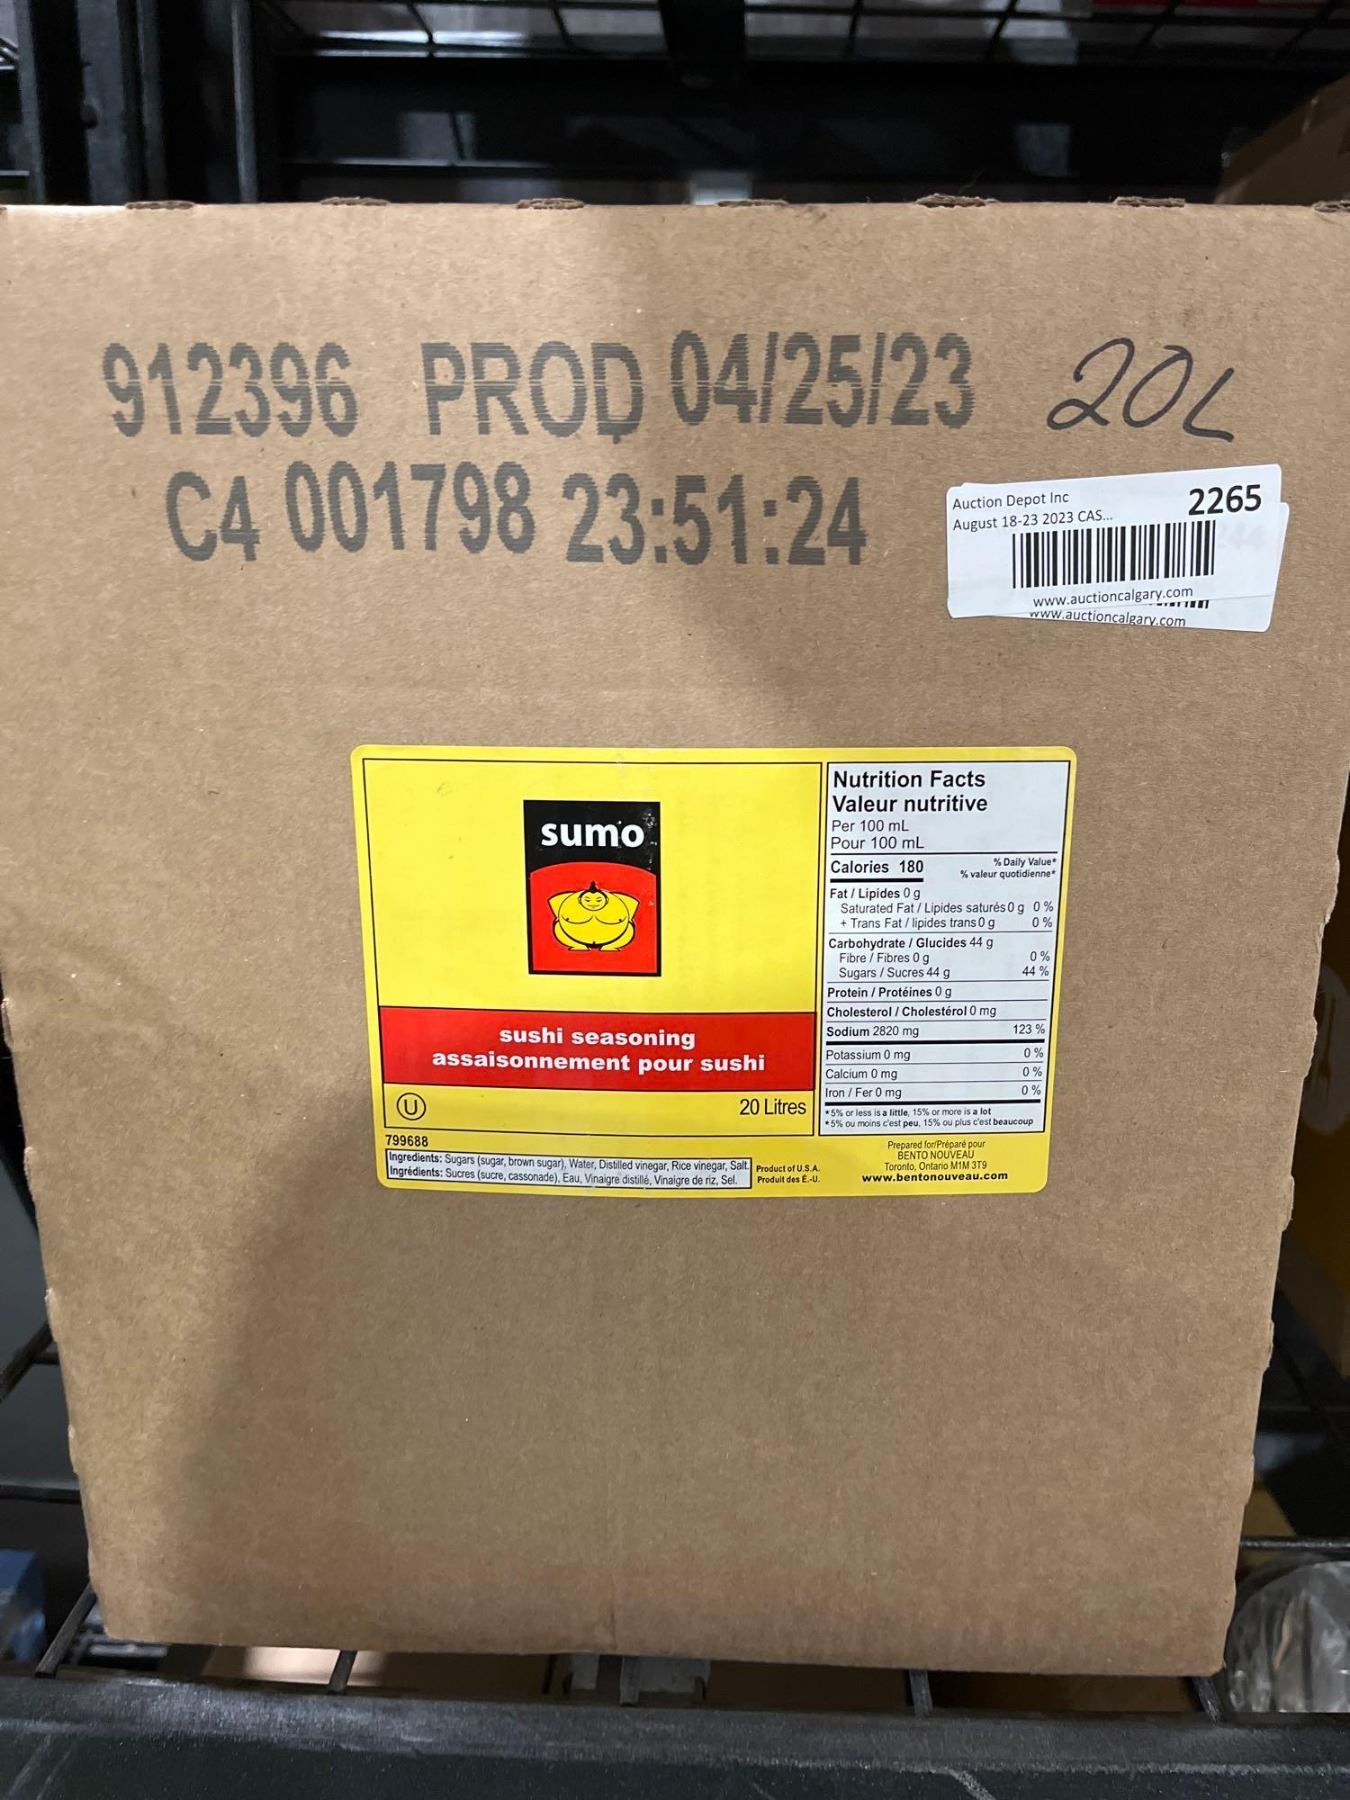 912396 PROD 04/25/23 20L
C4 001798 23:51:24
Auction Depot Inc
2265
August 18-23 2023 CAS...
www.auctioncalgary.com
www.auctioncalgary.com
sumo
sushi seasoning
assaisonnement pour sushi
U
20 Litres
799688
Ingredients: Sugars (sugar, brown sugar), Water, Distilled vinegar, Rice vinegar, Salt.
Ingrédients: Sucres (sucre, cassonade), Eau, Vinaigre distillé, Vinaigre de riz, Sel.
Product of U.S.A.
Produit des É.-U.
Nutrition Facts
Valeur nutritive
Per 100 mL
Pour 100 mL
Calories 180
% Daily Value*
% valeur quotidienne*
Fat / Lipides 0 g
Saturated Fat / Lipides saturés 0 g 0 %
+ Trans Fat / lipides trans 0 g 0 %
Carbohydrate / Glucides 44 g
Fibre / Fibres 0 g 0 %
Sugars / Sucres 44 g 44 %
Protein / Protéines 0 g
Cholesterol / Cholestérol 0 mg
Sodium 2820 mg 123 %
Potassium 0 mg 0 %
Calcium 0 mg 0 %
Iron / Fer 0 mg 0 %
*5% or less is a little, 15% or more is a lot
*5% ou moins c'est peu, 15% ou plus c'est beaucoup
Prepared for/Préparé pour
BENTO NOUVEAU
Toronto, Ontario M1M 3T9
www.bentonouveau.com